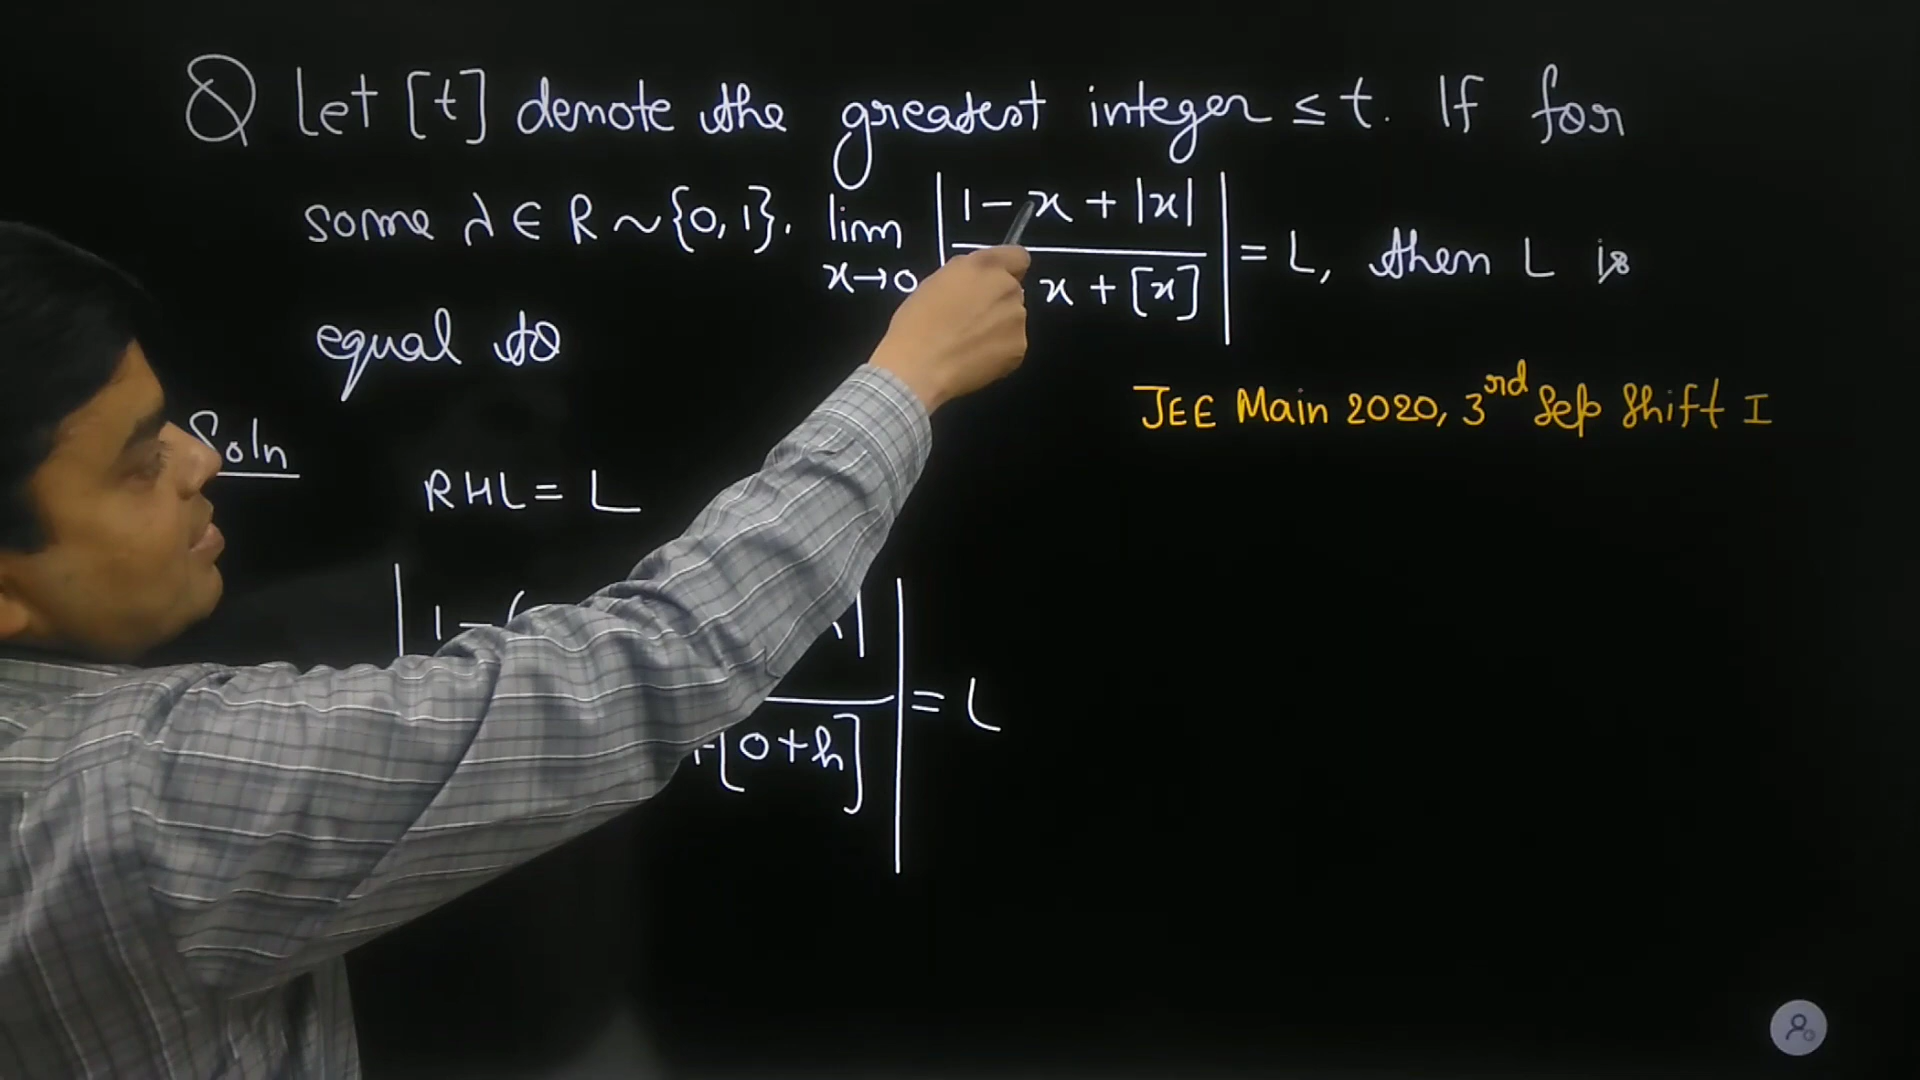 Q Let [t] denote the greatest integer ≤ t. If for
some λ ∈ R ~ {0, 1}. lim x→0 | 1 - x + |x| / x + [x] | = L, then L is
equal to
JEE Main 2020, 3rd Sep Shift I
Soln
RHL = L
| 1 - ( | / [0+h] | = L